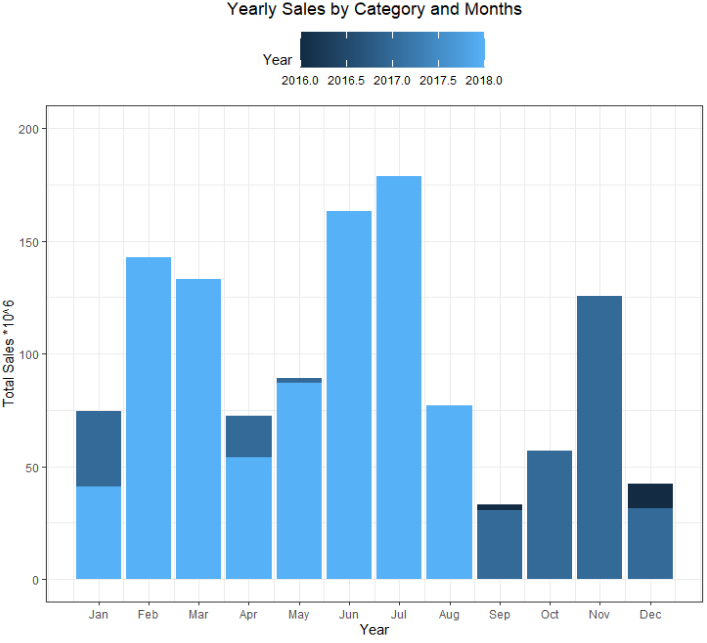 Yearly Sales by Category and Months
Year
2016.0 2016.5 2017.0 2017.5 2018.0
Total Sales *10^6
200
150
100
50
0
Jan Feb Mar Apr May Jun Jul Aug Sep Oct Nov Dec
Year